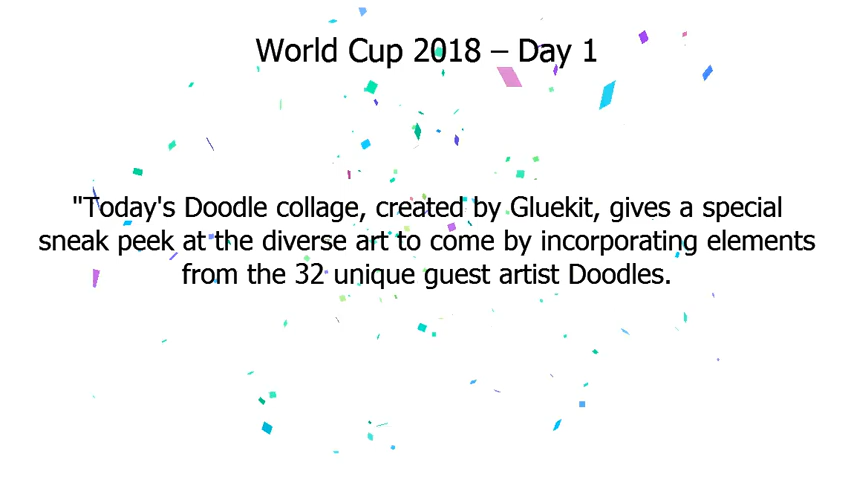 World Cup 2018 – Day 1
"Today's Doodle collage, created by Gluekit, gives a special
sneak peek at the diverse art to come by incorporating elements
from the 32 unique guest artist Doodles.